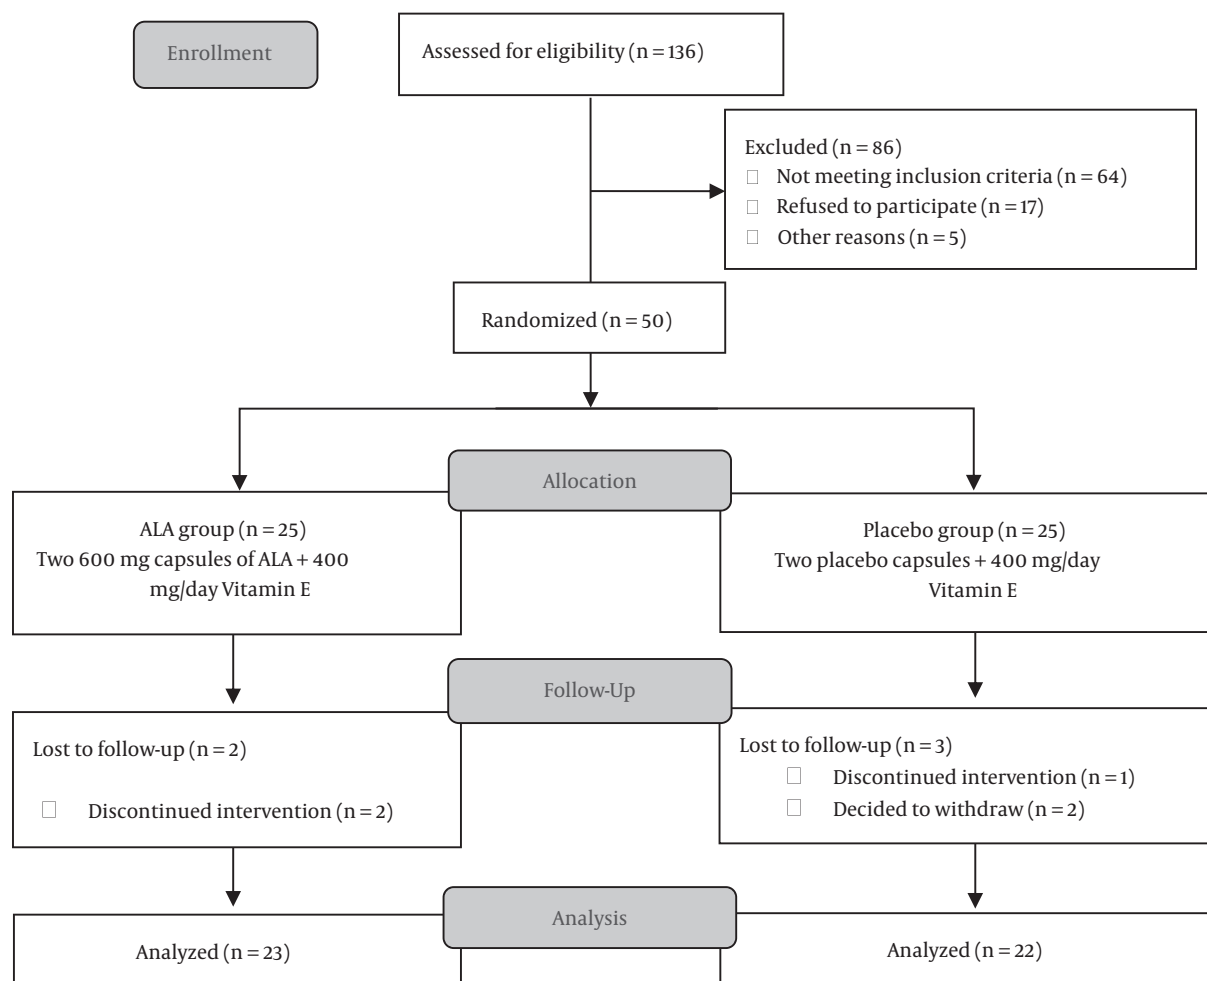 Enrollment
Assessed for eligibility (n = 136)
Excluded (n = 86)
Not meeting inclusion criteria (n = 64)
Refused to participate (n = 17)
Other reasons (n = 5)
Randomized (n = 50)
Allocation
ALA group (n = 25)
Two 600 mg capsules of ALA + 400
mg/day Vitamin E
Placebo group (n = 25)
Two placebo capsules + 400 mg/day
Vitamin E
Follow-Up
Lost to follow-up (n = 2)
Discontinued intervention (n = 2)
Lost to follow-up (n = 3)
Discontinued intervention (n = 1)
Decided to withdraw (n = 2)
Analysis
Analyzed (n = 23)
Analyzed (n = 22)